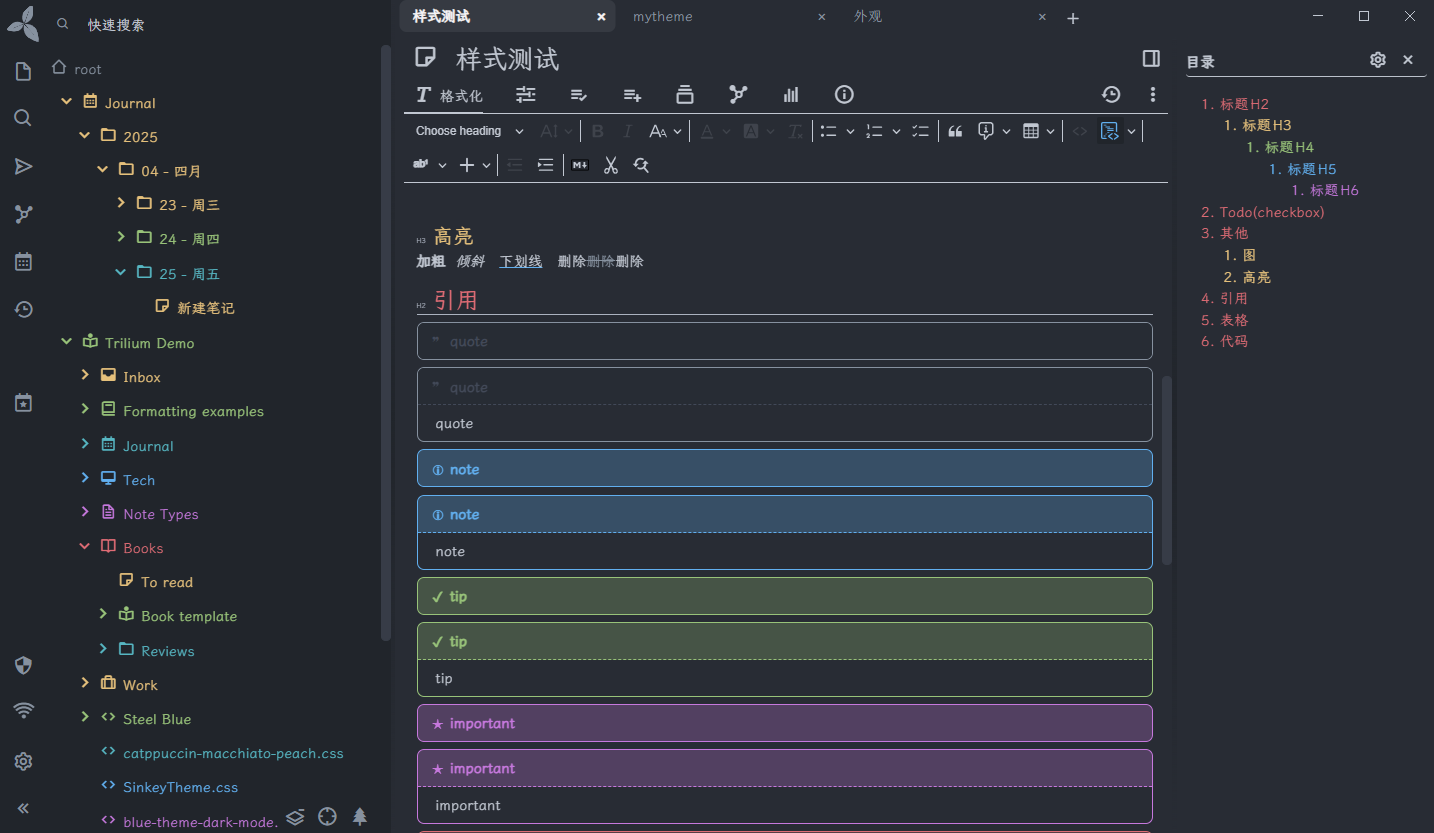 快速搜索
root
Journal
2025
04 - 四月
23 - 周三
24 - 周四
25 - 周五
新建笔记
Trilium Demo
Inbox
Formatting examples
Journal
Tech
Note Types
Books
To read
Book template
Reviews
Work
Steel Blue
catppuccin-macchiato-peach.css
SinkeyTheme.css
blue-theme-dark-mode.
样式测试
mytheme
外观
样式测试
格式化
Choose heading
H3 高亮
加粗 倾斜 下划线 删除删除删除
H2 引用
quote
quote
quote
note
note
note
tip
tip
tip
important
important
important
目录
1. 标题H2
1. 标题H3
1. 标题H4
1. 标题H5
1. 标题H6
2. Todo(checkbox)
3. 其他
1. 图
2. 高亮
4. 引用
5. 表格
6. 代码